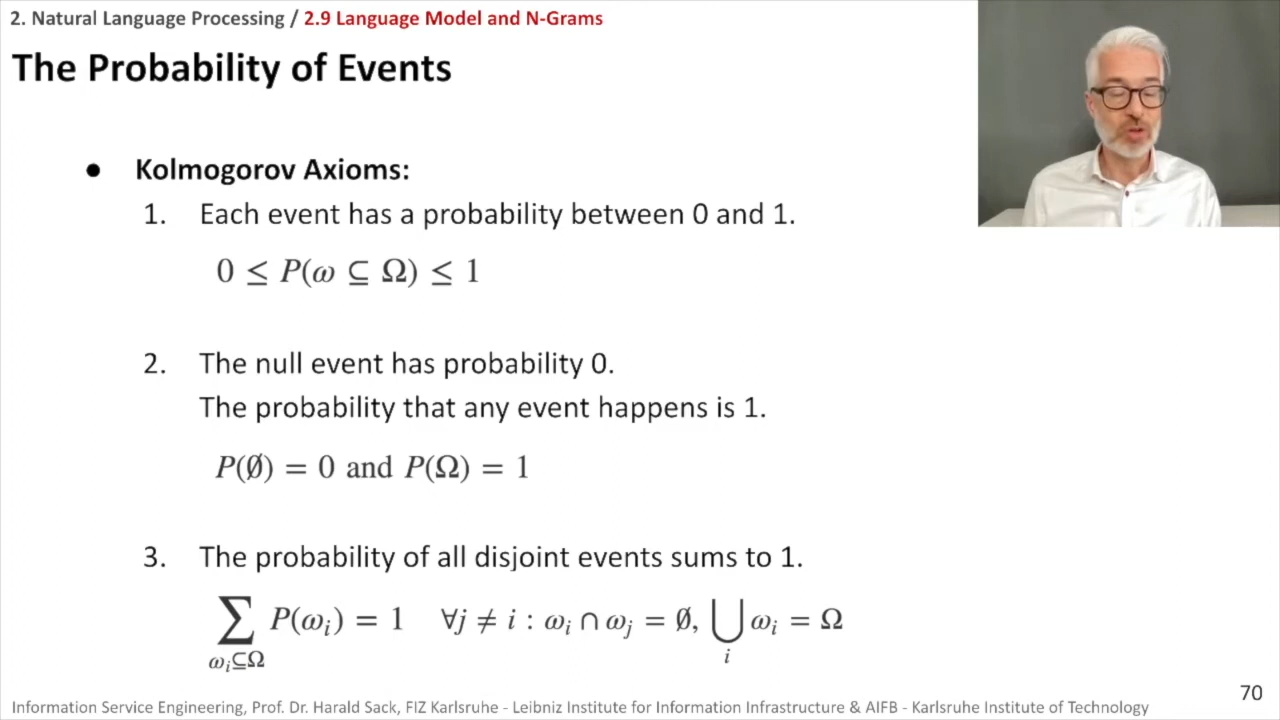 2. Natural Language Processing / 2.9 Language Model and N-Grams
The Probability of Events
● Kolmogorov Axioms:
1. Each event has a probability between 0 and 1.
0 ≤ P(ω ⊆ Ω) ≤ 1
2. The null event has probability 0.
The probability that any event happens is 1.
P(∅) = 0 and P(Ω) = 1
3. The probability of all disjoint events sums to 1.
∑ P(ωᵢ) = 1 ∀j ≠ i : ωᵢ ∩ ωⱼ = ∅, ⋃ ωᵢ = Ω
ωᵢ⊆Ω i
70
Information Service Engineering, Prof. Dr. Harald Sack, FIZ Karlsruhe - Leibniz Institute for Information Infrastructure & AIFB - Karlsruhe Institute of Technology